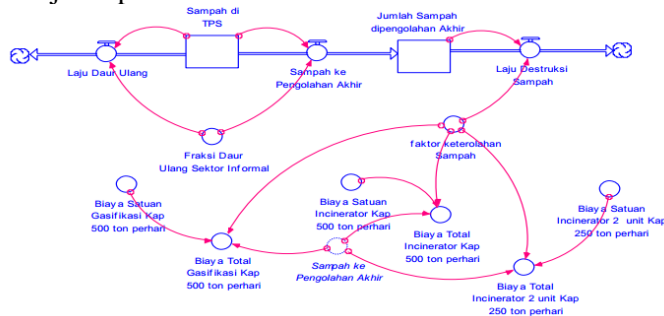 Sampah di
TPS
Jumlah Sampah
dipengolahan Akhir
Laju Daur Ulang
Sampah ke
Pengolahan Akhir
Laju Destruksi
Sampah
Fraksi Daur
Ulang Sektor Informal
faktor keterolahan
Sampah
Biaya Satuan
Gasifikasi Kap
500 ton perhari
Biaya Satuan
Incinerator Kap
500 ton perhari
Biaya Satuan
Incinerator 2 unit Kap
250 ton perhari
Biaya Total
Gasifikasi Kap
500 ton perhari
Sampah ke
Pengolahan Akhir
Biaya Total
Incinerator Kap
500 ton perhari
Biaya Total
Incinerator 2 unit Kap
250 ton perhari